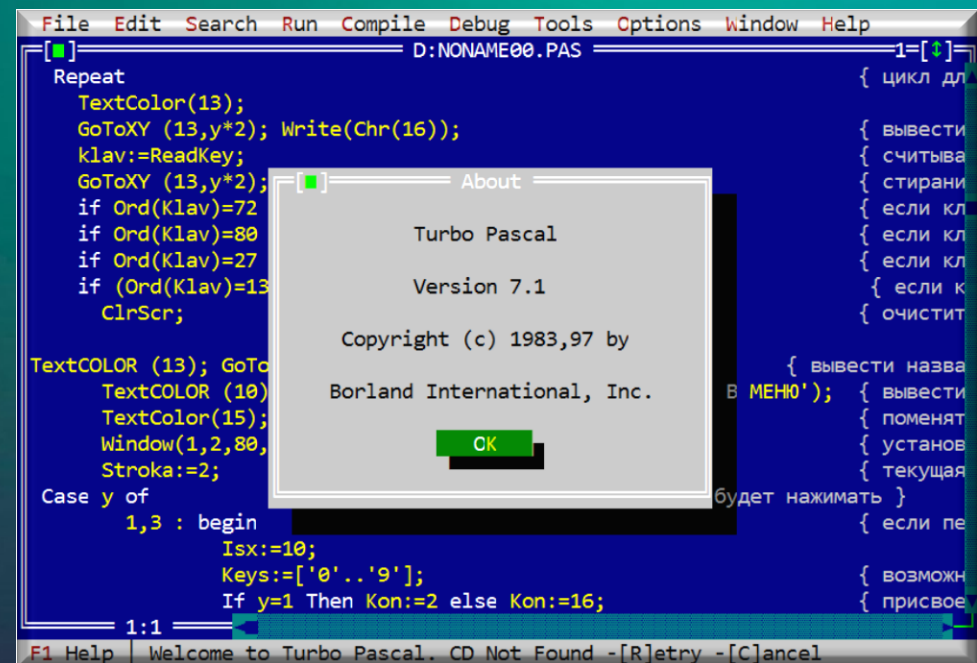 File Edit Search Run Compile Debug Tools Options Window Help
D:NONAME00.PAS 1
Repeat { цикл дл
TextColor(13);
GoToXY (13,y*2); Write(Chr(16)); { вывести
klav:=ReadKey; { считыва
GoToXY (13,y*2); { стирани
if Ord(Klav)=72 { если кл
if Ord(Klav)=80 { если кл
if Ord(Klav)=27 { если кл
if (Ord(Klav)=13 { если к
ClrScr; { очистит
About
Turbo Pascal
Version 7.1
Copyright (c) 1983,97 by
Borland International, Inc.
OK
TextCOLOR (13); GoTo { вывести назва
TextCOLOR (10) В МЕНЮ'); { вывести
TextColor(15); { поменят
Window(1,2,80, { установ
Stroka:=2; { текущая
Case y of будет нажимать }
1,3 : begin { если пе
Isx:=10;
Keys:=['0'..'9']; { возможн
If y=1 Then Kon:=2 else Kon:=16; { присвое
1:1
F1 Help | Welcome to Turbo Pascal. CD Not Found -[R]etry -[C]ancel